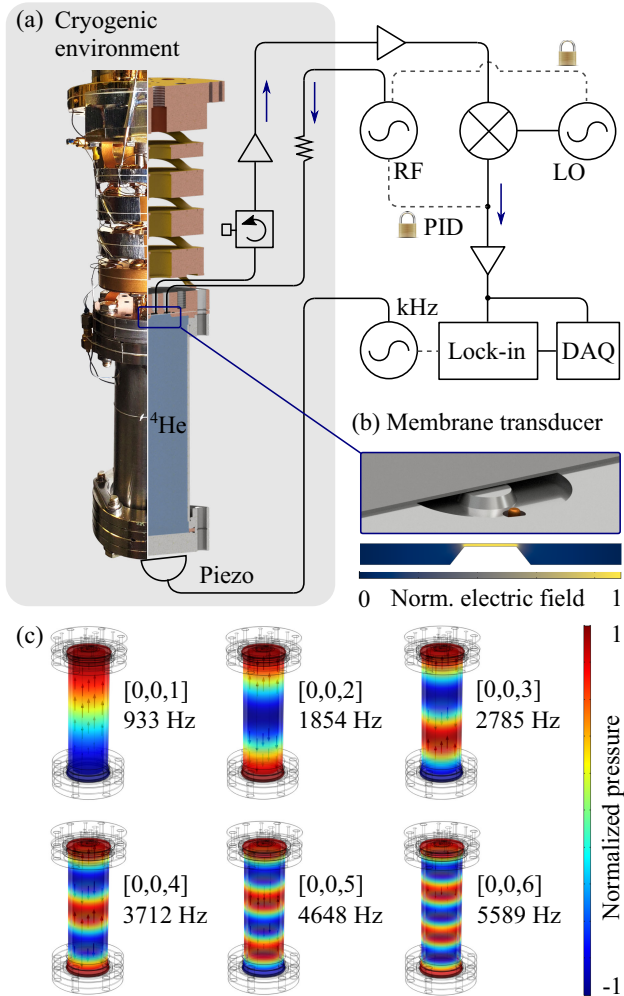 (a) Cryogenic
environment
RF
LO
PID
kHz
Lock-in
DAQ
⁴He
Piezo
(b) Membrane transducer
0 Norm. electric field 1
(c)
[0,0,1]
933 Hz
[0,0,2]
1854 Hz
[0,0,3]
2785 Hz
[0,0,4]
3712 Hz
[0,0,5]
4648 Hz
[0,0,6]
5589 Hz
1
Normalized pressure
-1